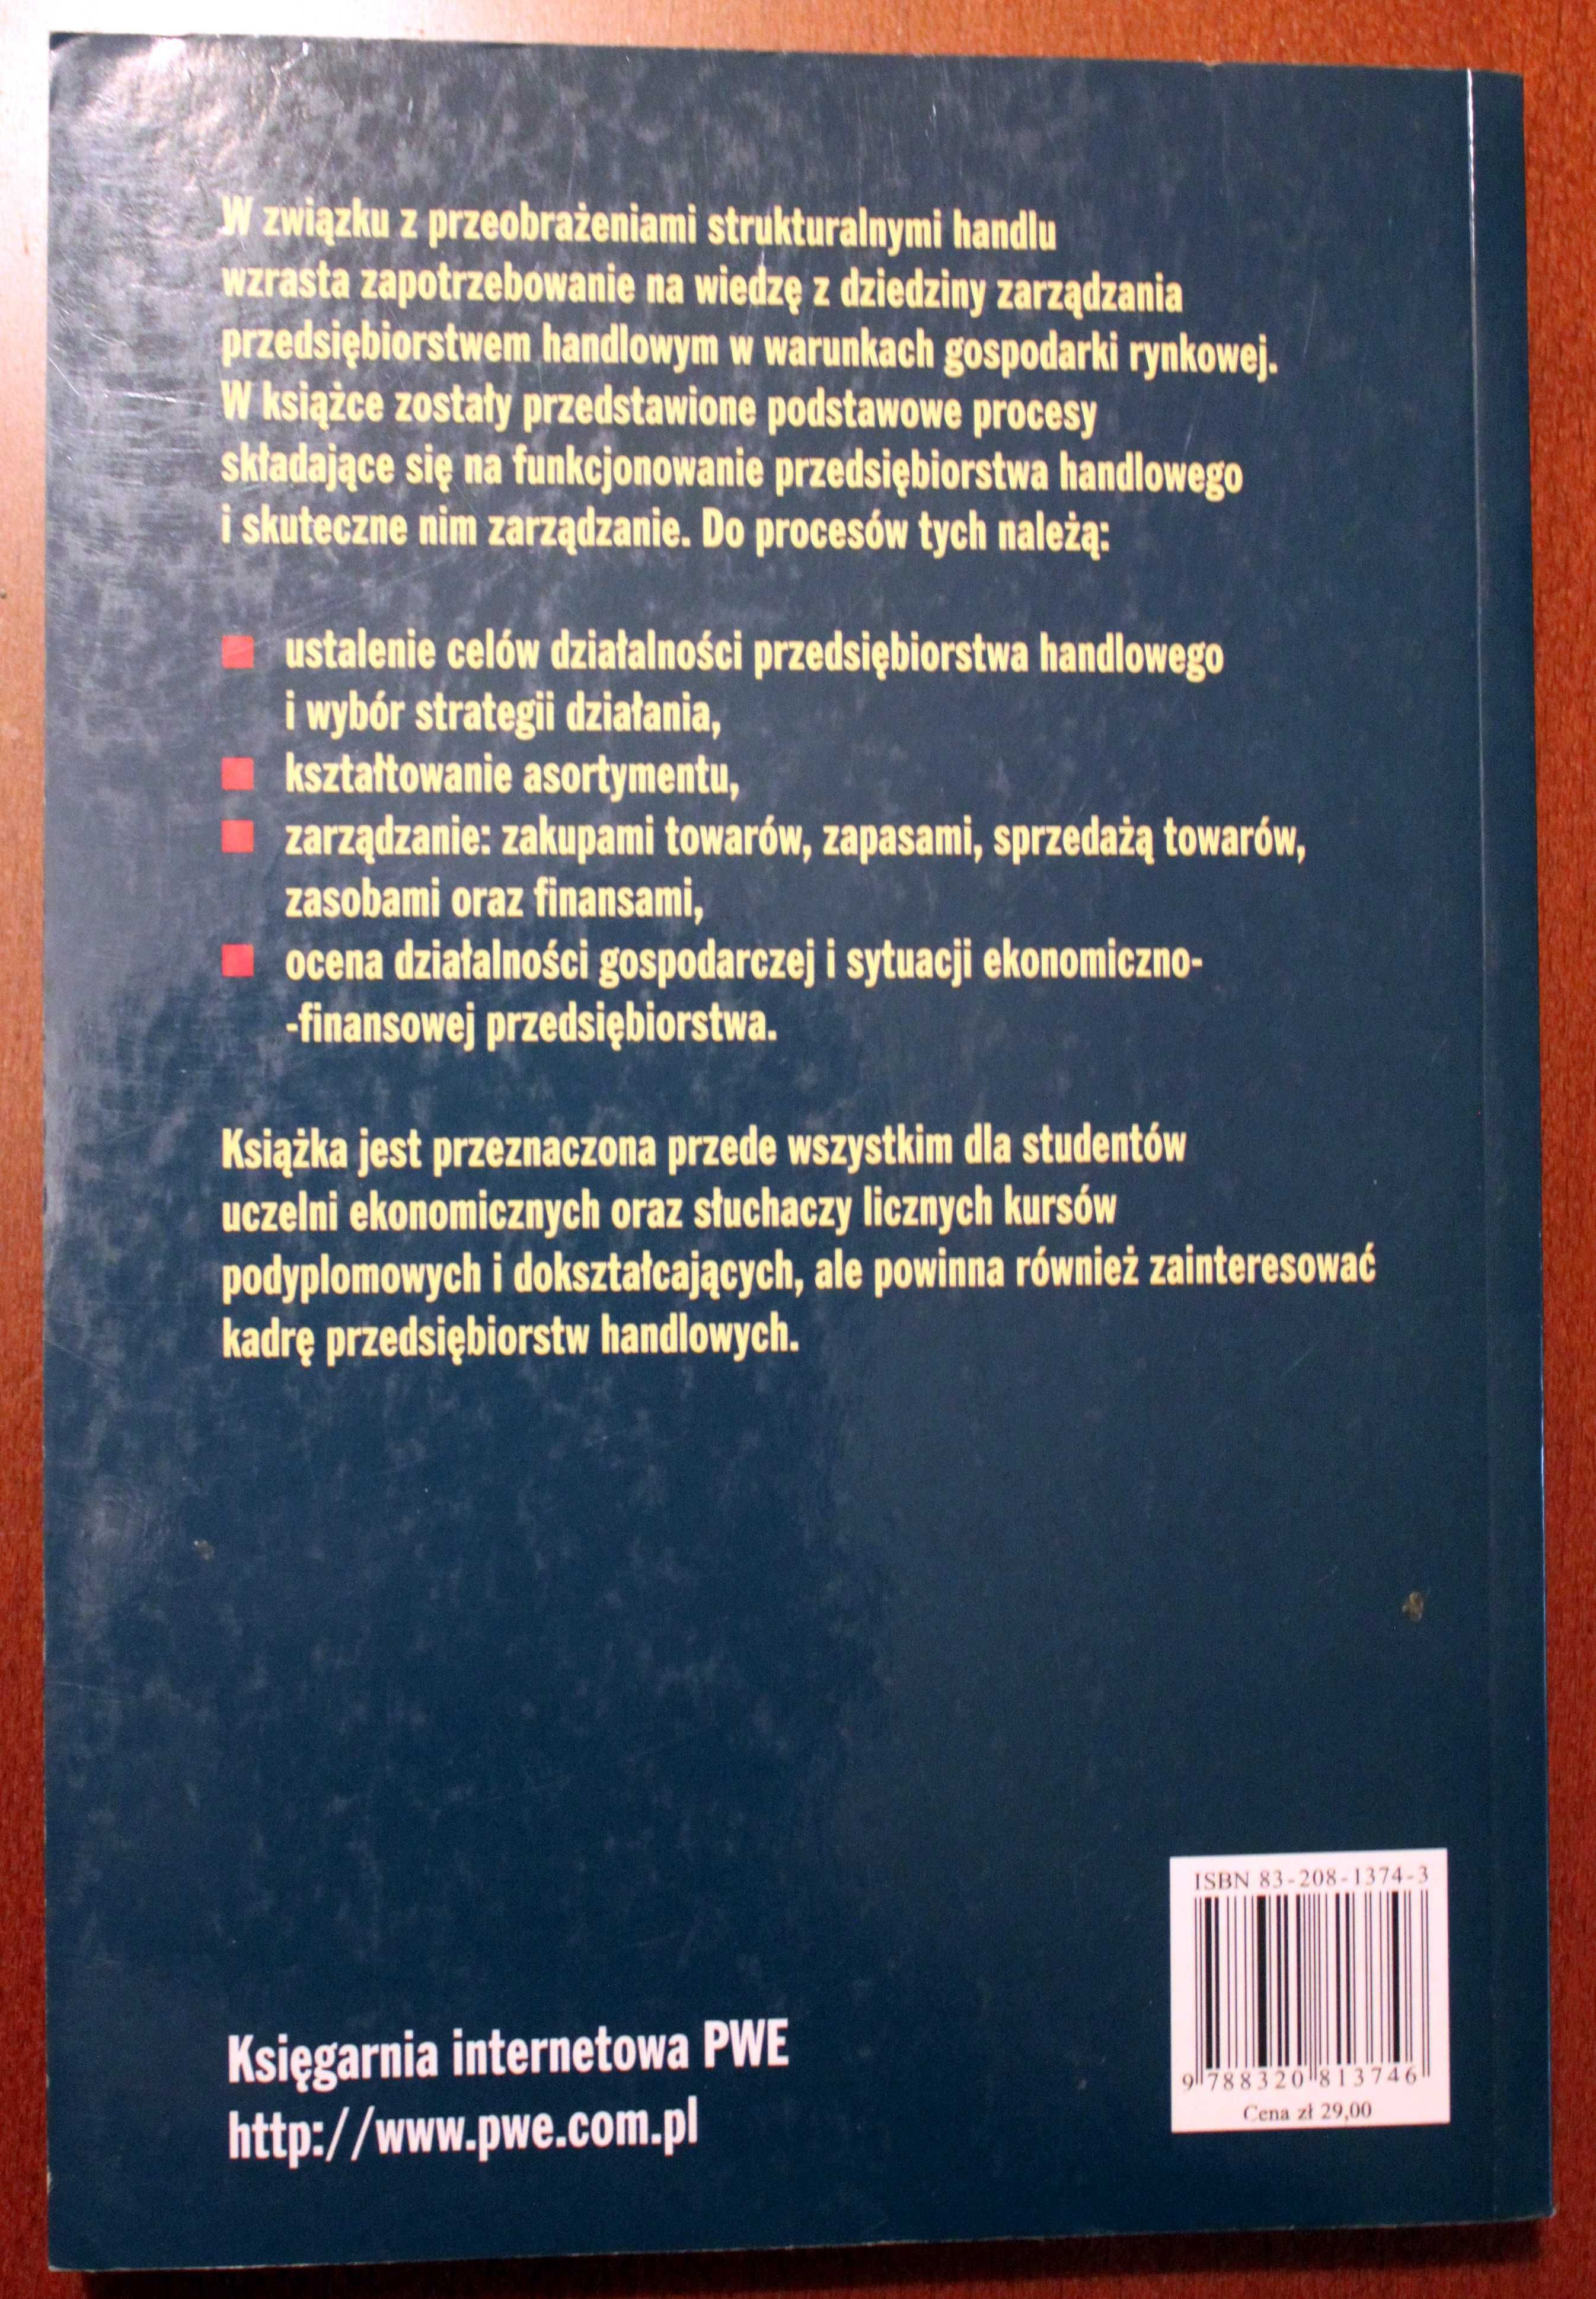 W związku z przeobrażeniami strukturalnymi handlu
wzrasta zapotrzebowanie na wiedzę z dziedziny zarządzania
przedsiębiorstwem handlowym w warunkach gospodarki rynkowej.
W książce zostały przedstawione podstawowe procesy
składające się na funkcjonowanie przedsiębiorstwa handlowego
i skuteczne nim zarządzanie. Do procesów tych należą:
■ ustalenie celów działalności przedsiębiorstwa handlowego
i wybór strategii działania,
■ kształtowanie asortymentu,
■ zarządzanie: zakupami towarów, zapasami, sprzedażą towarów,
zasobami oraz finansami,
■ ocena działalności gospodarczej i sytuacji ekonomiczno-
-finansowej przedsiębiorstwa.
Książka jest przeznaczona przede wszystkim dla studentów
uczelni ekonomicznych oraz słuchaczy licznych kursów
podyplomowych i dokształcających, ale powinna również zainteresować
kadrę przedsiębiorstw handlowych.
Księgarnia internetowa PWE
http://www.pwe.com.pl
ISBN 83-208-1374-3
9 788320 813746
Cena zł 29,00